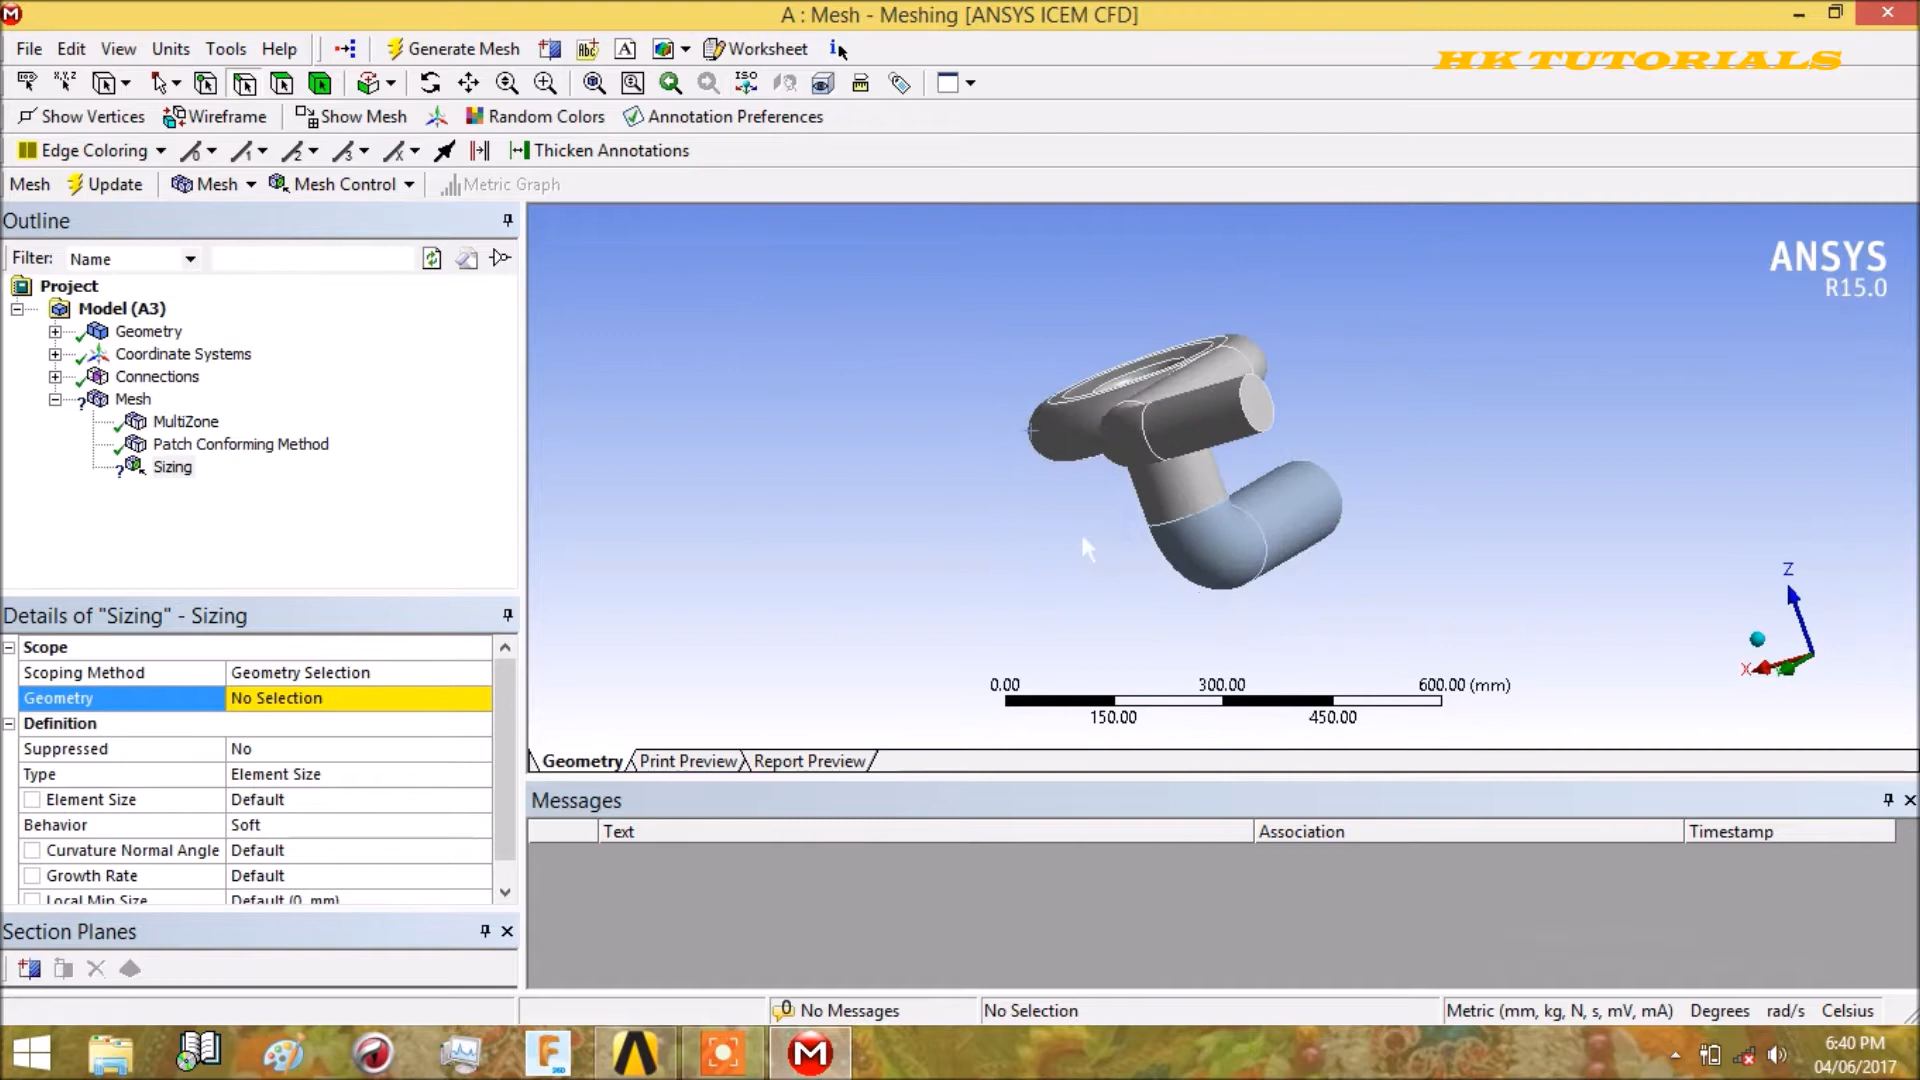 A : Mesh - Meshing [ANSYS ICEM CFD]
File Edit View Units Tools Help Generate Mesh Worksheet
HK TUTORIALS
Show Vertices Wireframe Show Mesh Random Colors Annotation Preferences
Edge Coloring Thicken Annotations
Mesh Update Mesh Mesh Control Metric Graph
Outline
Filter: Name
Project
Model (A3)
Geometry
Coordinate Systems
Connections
Mesh
MultiZone
Patch Conforming Method
Sizing
ANSYS
R15.0
Z
X
0.00 300.00 600.00 (mm)
150.00 450.00
Geometry Print Preview Report Preview
Details of "Sizing" - Sizing
Scope
Scoping Method Geometry Selection
Geometry No Selection
Definition
Suppressed No
Type Element Size
Element Size Default
Behavior Soft
Curvature Normal Angle Default
Growth Rate Default
Local Min Size Default (0. mm)
Section Planes
Messages
Text Association Timestamp
No Messages No Selection Metric (mm, kg, N, s, mV, mA) Degrees rad/s Celsius
6:40 PM
04/06/2017